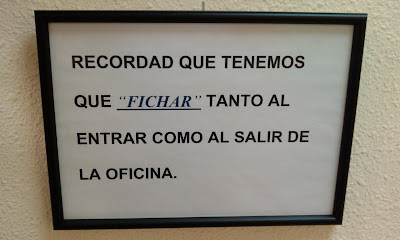 RECORDAD QUE TENEMOS
QUE “FICHAR” TANTO AL
ENTRAR COMO AL SALIR DE
LA OFICINA.